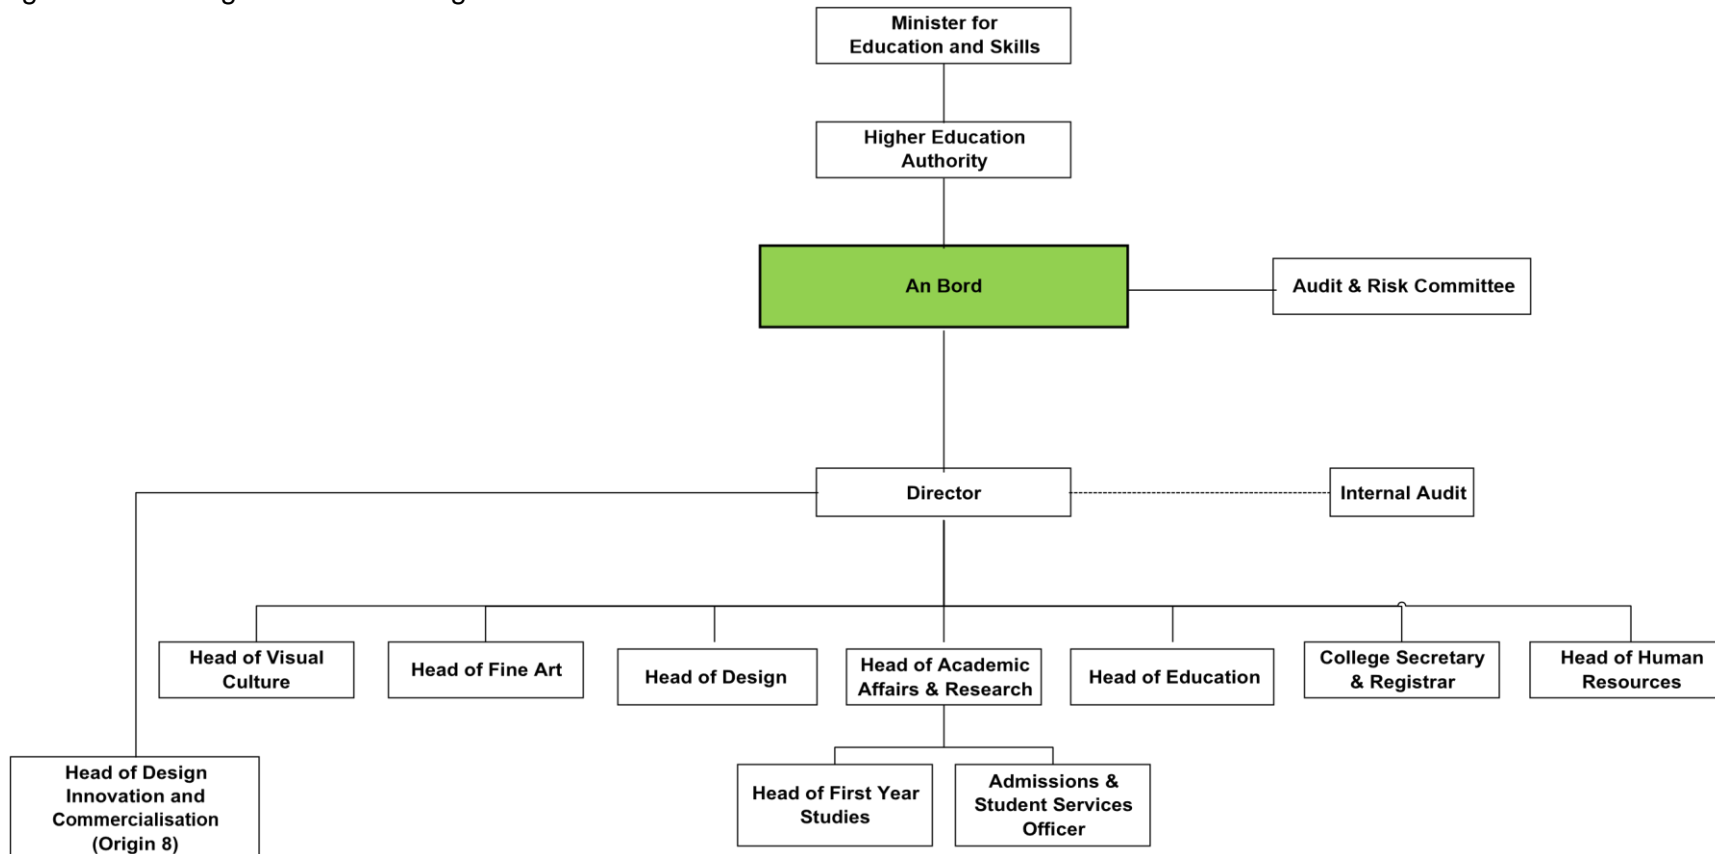 Minister for
Education and Skills
Higher Education
Authority
An Bord
Audit & Risk Committee
Director
Internal Audit
Head of Visual
Culture
Head of Fine Art
Head of Design
Head of Academic
Affairs & Research
Head of Education
College Secretary
& Registrar
Head of Human
Resources
Head of Design
Innovation and
Commercialisation
(Origin 8)
Head of First Year
Studies
Admissions &
Student Services
Officer